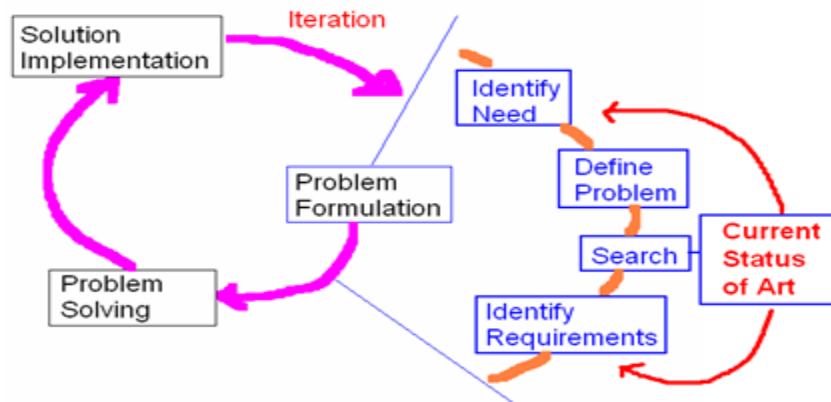 Iteration
Solution
Implementation
Identify
Need
Problem
Formulation
Define
Problem
Search
Current
Status
of Art
Problem
Solving
Identify
Requirements